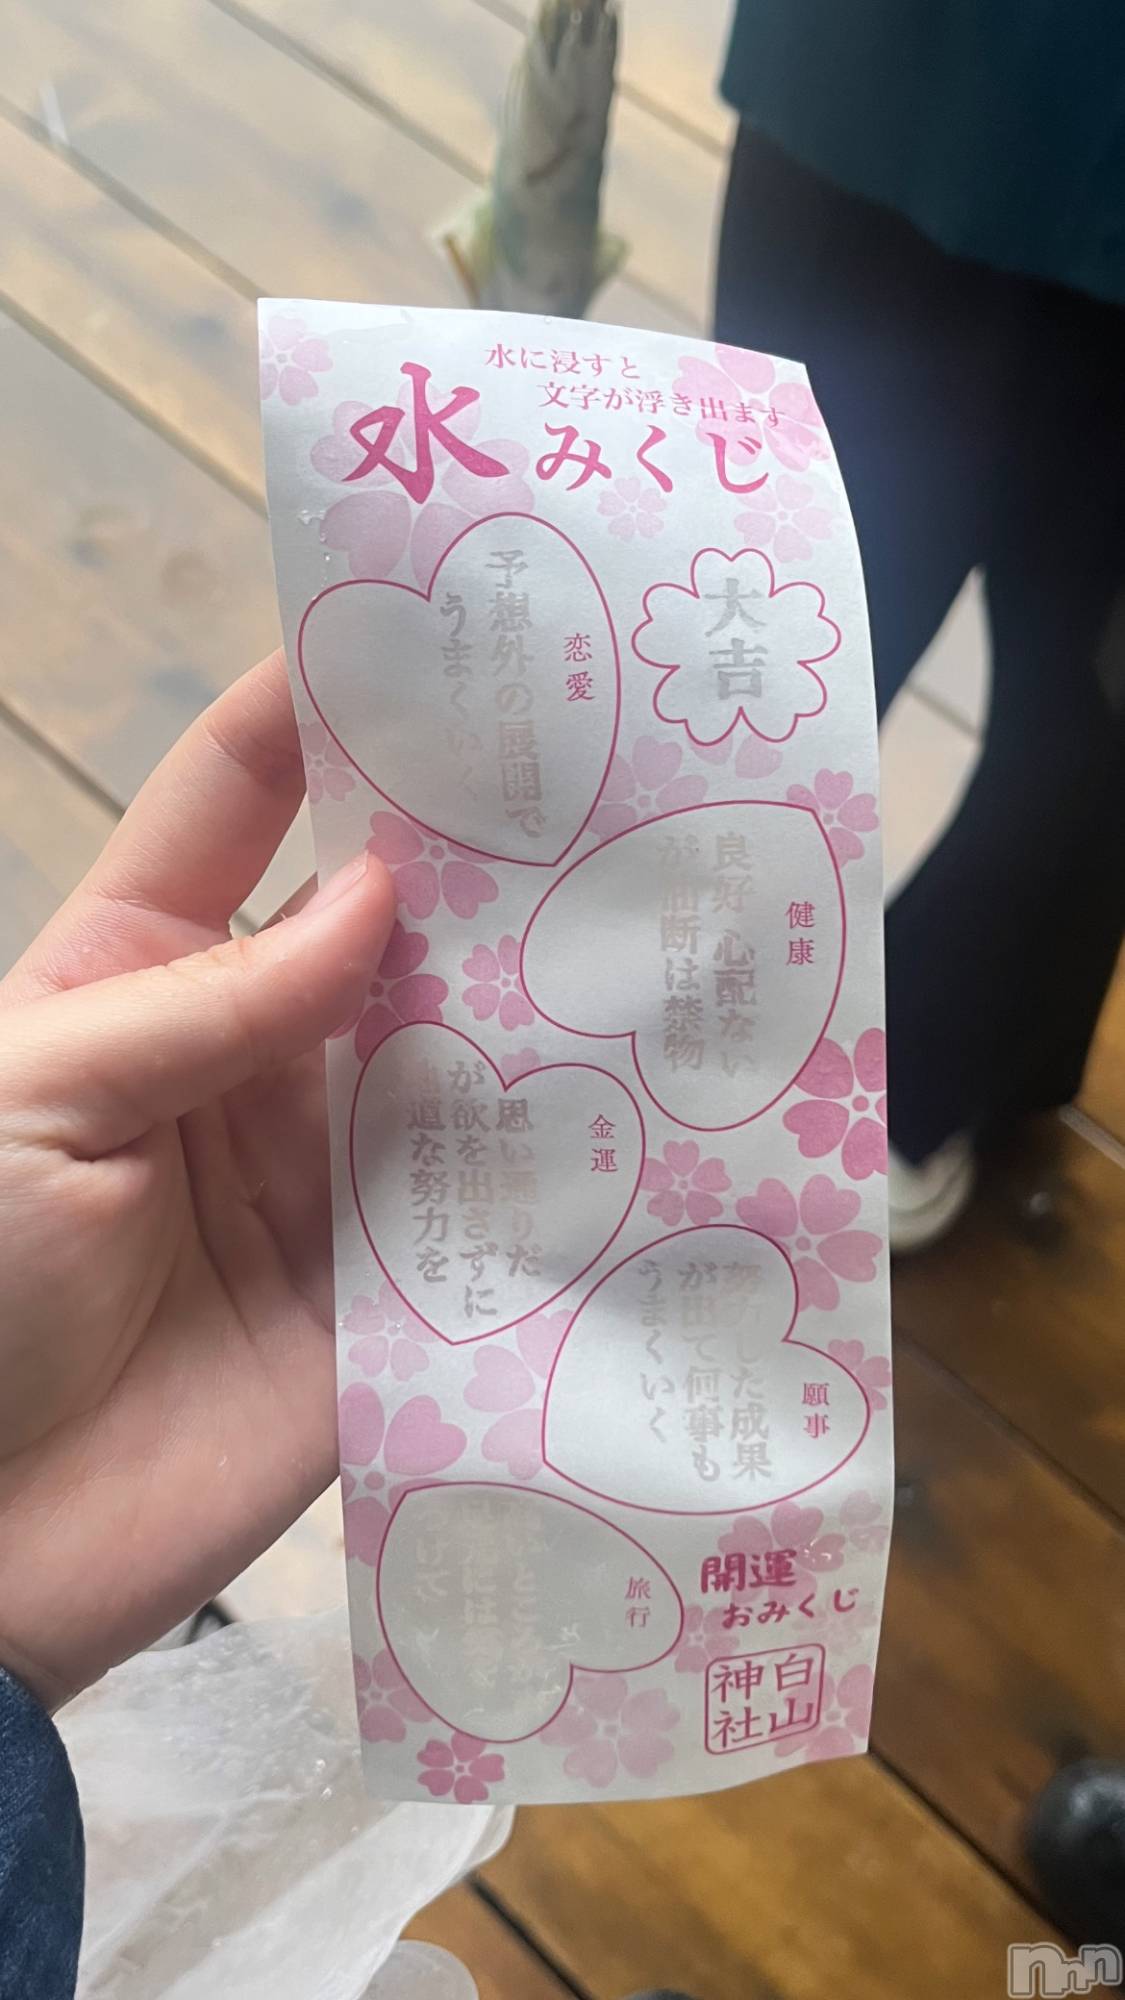 水に浸すと
文字が浮き出ます
水みくじ
大吉
恋愛
予想外の展開で
うまくいく
健康
良好 心配ない
が油断は禁物
金運
思い通りだ
が欲を出さずに
地道な努力を
願事
努力した成果
が出て何事も
うまくいく
旅行
開運
おみくじ
白山
神社
nnn